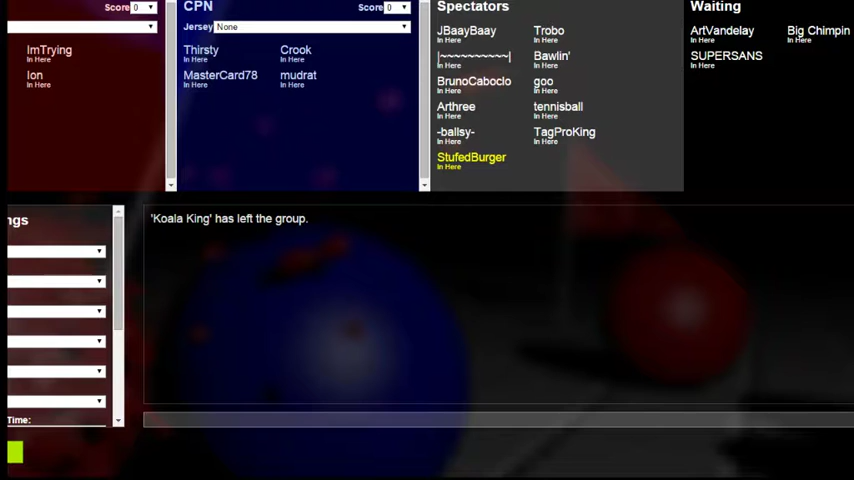 Score 0
ImTrying
In Here
Ion
In Here
CPN
Score 0
Jersey None
Thirsty
In Here
Crook
In Here
MasterCard78
In Here
mudrat
In Here
Spectators
JBaayBaay
In Here
Trobo
In Here
|~~~~~~~~~~|
In Here
Bawlin'
In Here
BrunoCaboclo
In Here
goo
In Here
Arthree
In Here
tennisball
In Here
-ballsy-
In Here
TagProKing
In Here
StufedBurger
In Here
Waiting
ArtVandelay
In Here
Big Chimpin
In Here
SUPERSANS
In Here
ngs
Time:
'Koala King' has left the group.